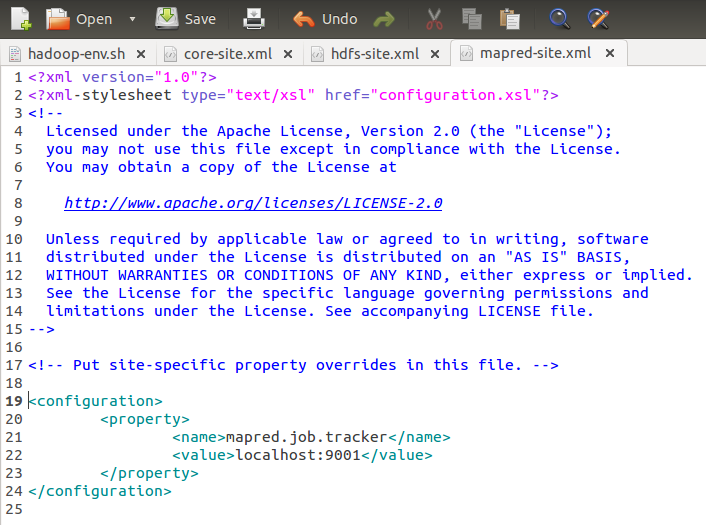 Open Save Undo
hadoop-env.sh × core-site.xml × hdfs-site.xml × mapred-site.xml ×
1 <?xml version="1.0"?>
2 <?xml-stylesheet type="text/xsl" href="configuration.xsl"?>
3 <!--
4   Licensed under the Apache License, Version 2.0 (the "License");
5   you may not use this file except in compliance with the License.
6   You may obtain a copy of the License at
7
8     http://www.apache.org/licenses/LICENSE-2.0
9
10   Unless required by applicable law or agreed to in writing, software
11   distributed under the License is distributed on an "AS IS" BASIS,
12   WITHOUT WARRANTIES OR CONDITIONS OF ANY KIND, either express or implied.
13   See the License for the specific language governing permissions and
14   limitations under the License. See accompanying LICENSE file.
15 -->
16
17 <!-- Put site-specific property overrides in this file. -->
18
19 <configuration>
20         <property>
21                 <name>mapred.job.tracker</name>
22                 <value>localhost:9001</value>
23         </property>
24 </configuration>
25